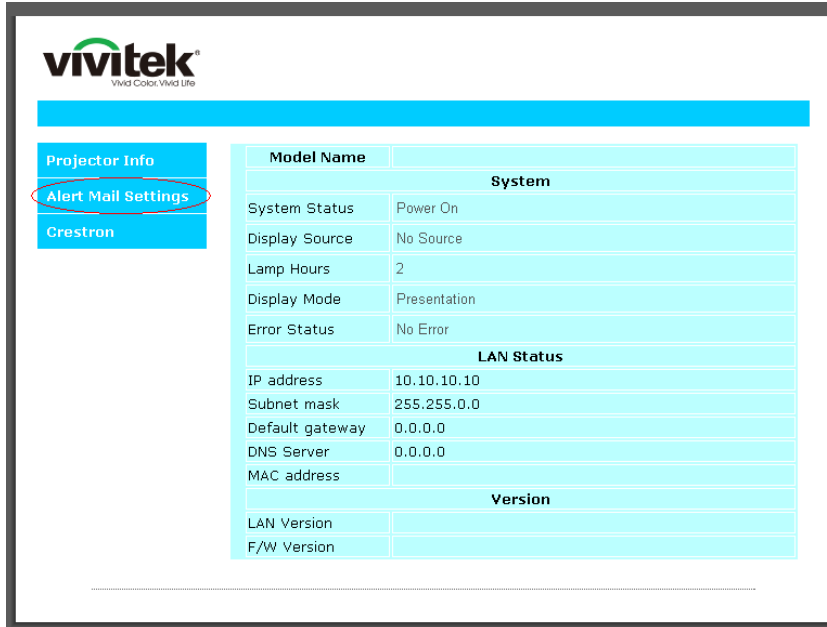 vivitek®
Vivid Color, Vivid Life
Projector Info
Alert Mail Settings
Crestron
Model Name
System
System Status Power On
Display Source No Source
Lamp Hours 2
Display Mode Presentation
Error Status No Error
LAN Status
IP address 10.10.10.10
Subnet mask 255.255.0.0
Default gateway 0.0.0.0
DNS Server 0.0.0.0
MAC address
Version
LAN Version
F/W Version